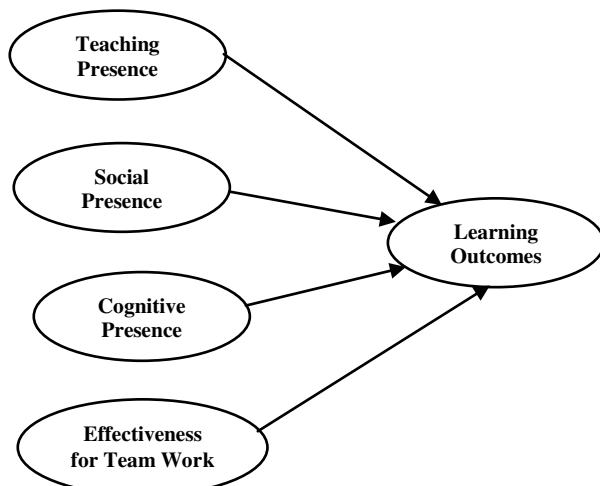 Teaching
Presence
Social
Presence
Learning
Outcomes
Cognitive
Presence
Effectiveness
for Team Work